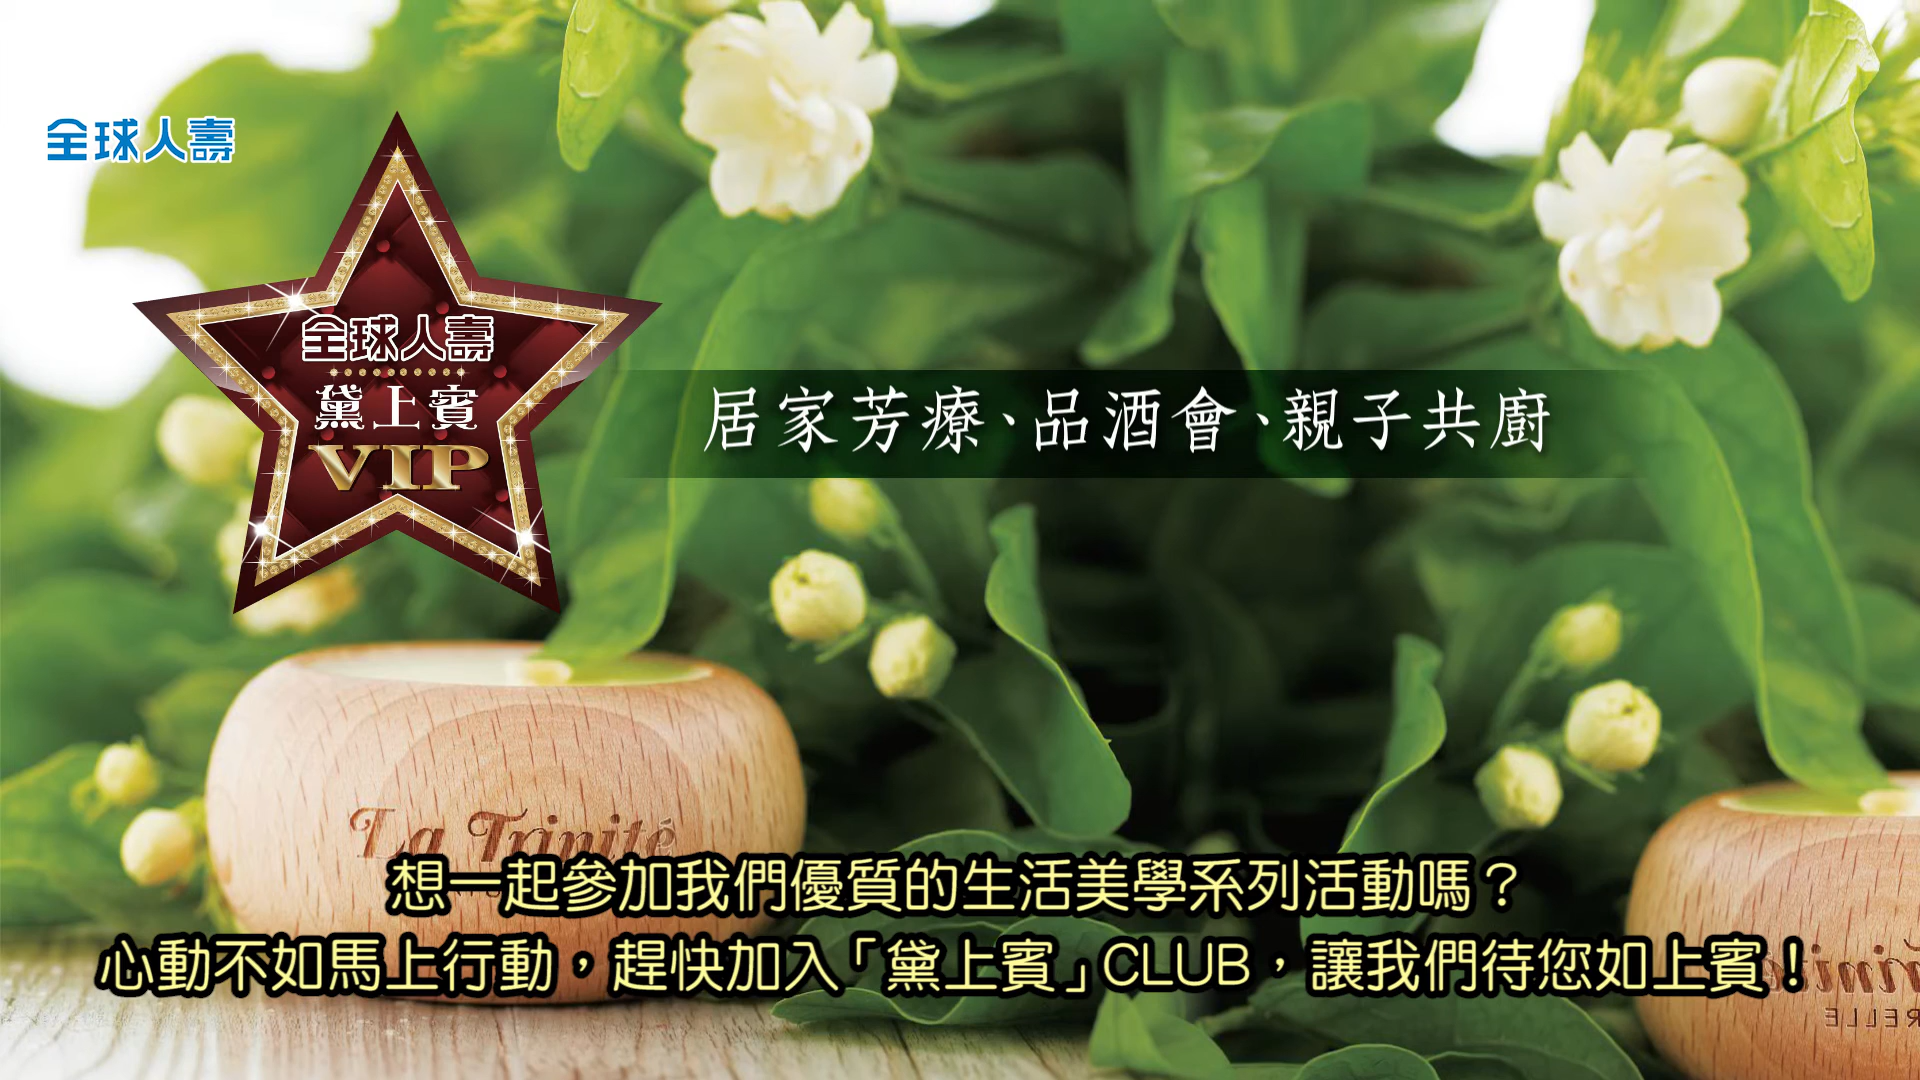 全球人壽
全球人壽
黛上賓
VIP
居家芳療、品酒會、親子共廚
La Trinité
想一起參加我們優質的生活美學系列活動嗎？
心動不如馬上行動，趕快加入「黛上賓」CLUB，讓我們待您如上賓！